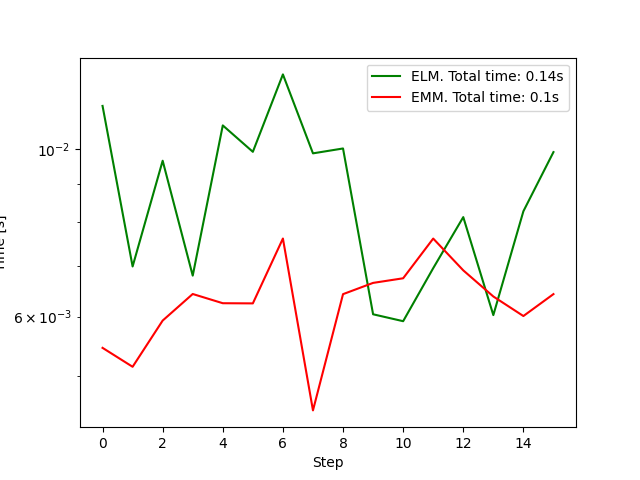 ELM. Total time: 0.14s
EMM. Total time: 0.1s
10⁻²
6 × 10⁻³
0 2 4 6 8 10 12 14
Step